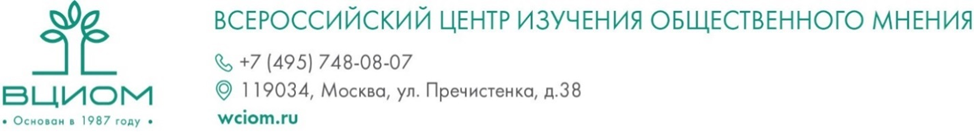 ВЦИОМ
• Основан в 1987 году •
ВСЕРОССИЙСКИЙ ЦЕНТР ИЗУЧЕНИЯ ОБЩЕСТВЕННОГО МНЕНИЯ
+7 (495) 748-08-07
119034, Москва, ул. Пречистенка, д.38
wciom.ru